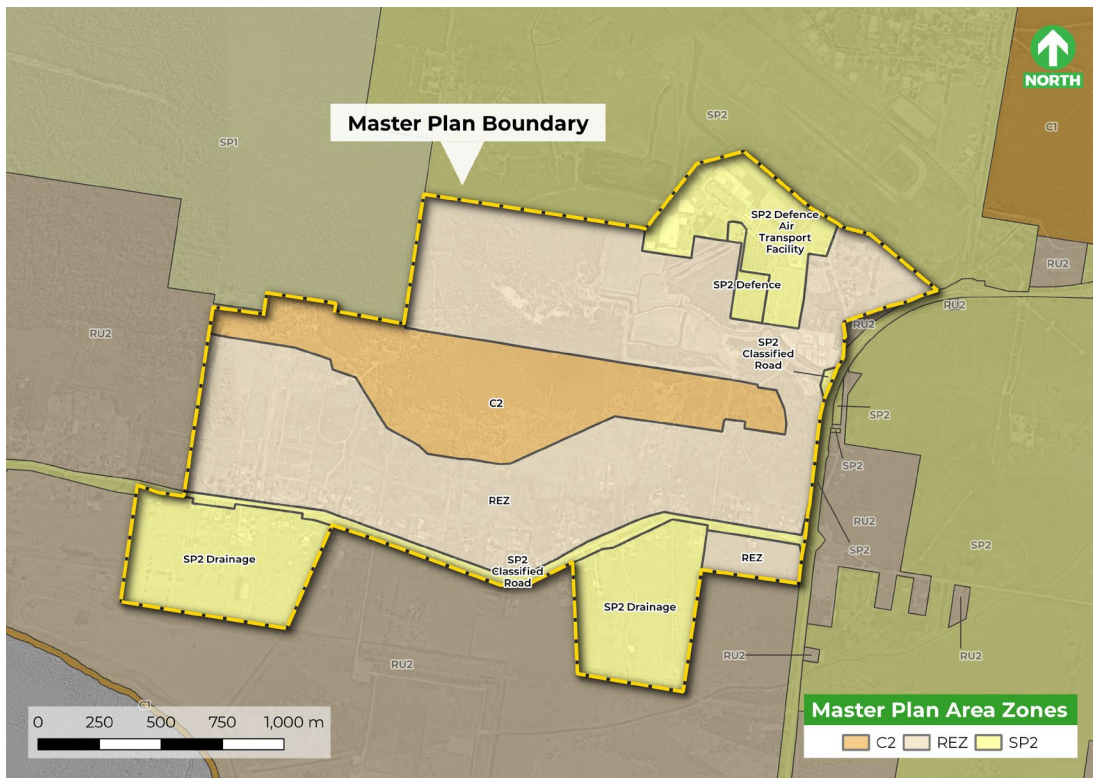 NORTH
SP2
C1
SP1
Master Plan Boundary
SP2 Defence
Air
Transport
Facility
RU2
SP2 Defence
RU2
RU2
RU2
SP2
Classified
Road
C2
SP2
SP2
REZ
RU2
SP2
SP2
SP2 Drainage
SP2
Classified
Road
REZ
SP2 Drainage
RU2
RU2
RU2
C1
0 250 500 750 1,000 m
Master Plan Area Zones
C2 REZ SP2